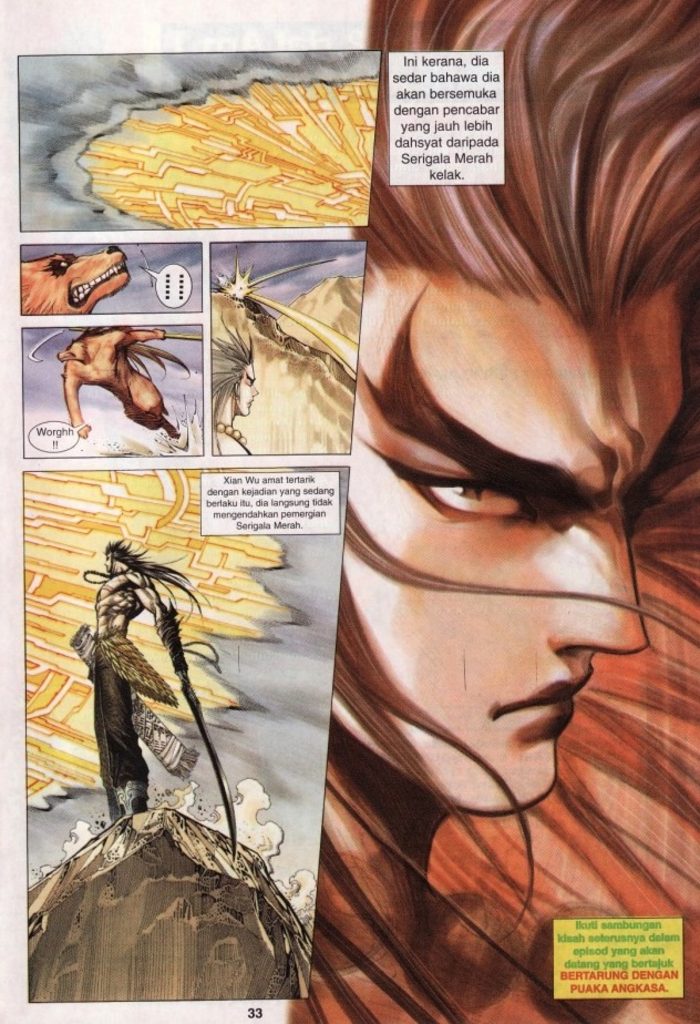 Ini kerana, dia
sedar bahawa dia
akan bersemuka
dengan pencabar
yang jauh lebih
dahsyat daripada
Serigala Merah
kelak.
Worghh
!!
Xian Wu amat tertarik
dengan kejadian yang sedang
berlaku itu, dia langsung tidak
mengendahkan pemergian
Serigala Merah.
Ikuti sambungan
kisah seterusnya dalam
episod yang akan
datang yang bertajuk
BERTARUNG DENGAN
PUAKA ANGKASA.
33